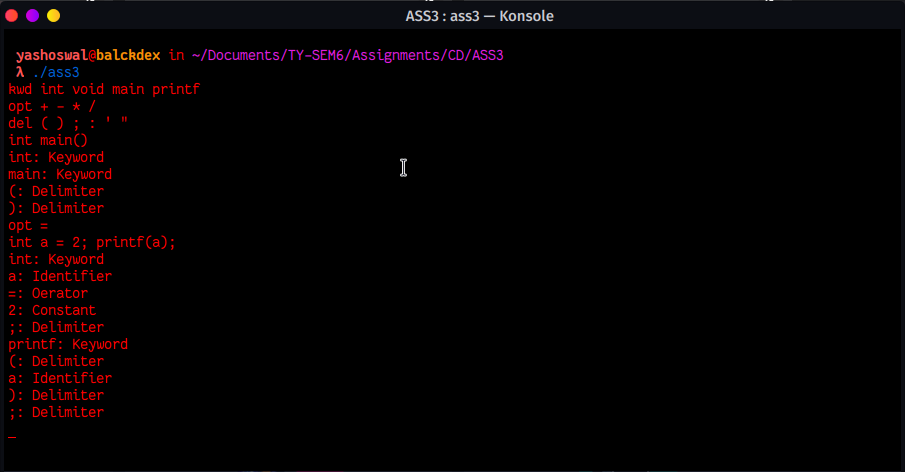 ASS3 : ass3 — Konsole
yashoswal@balckdex in ~/Documents/TY-SEM6/Assignments/CD/ASS3
λ ./ass3
kwd int void main printf
opt + - * /
del ( ) ; : ' "
int main()
int: Keyword
main: Keyword
(: Delimiter
): Delimiter
opt =
int a = 2; printf(a);
int: Keyword
a: Identifier
=: Oerator
2: Constant
;: Delimiter
printf: Keyword
(: Delimiter
a: Identifier
): Delimiter
;: Delimiter